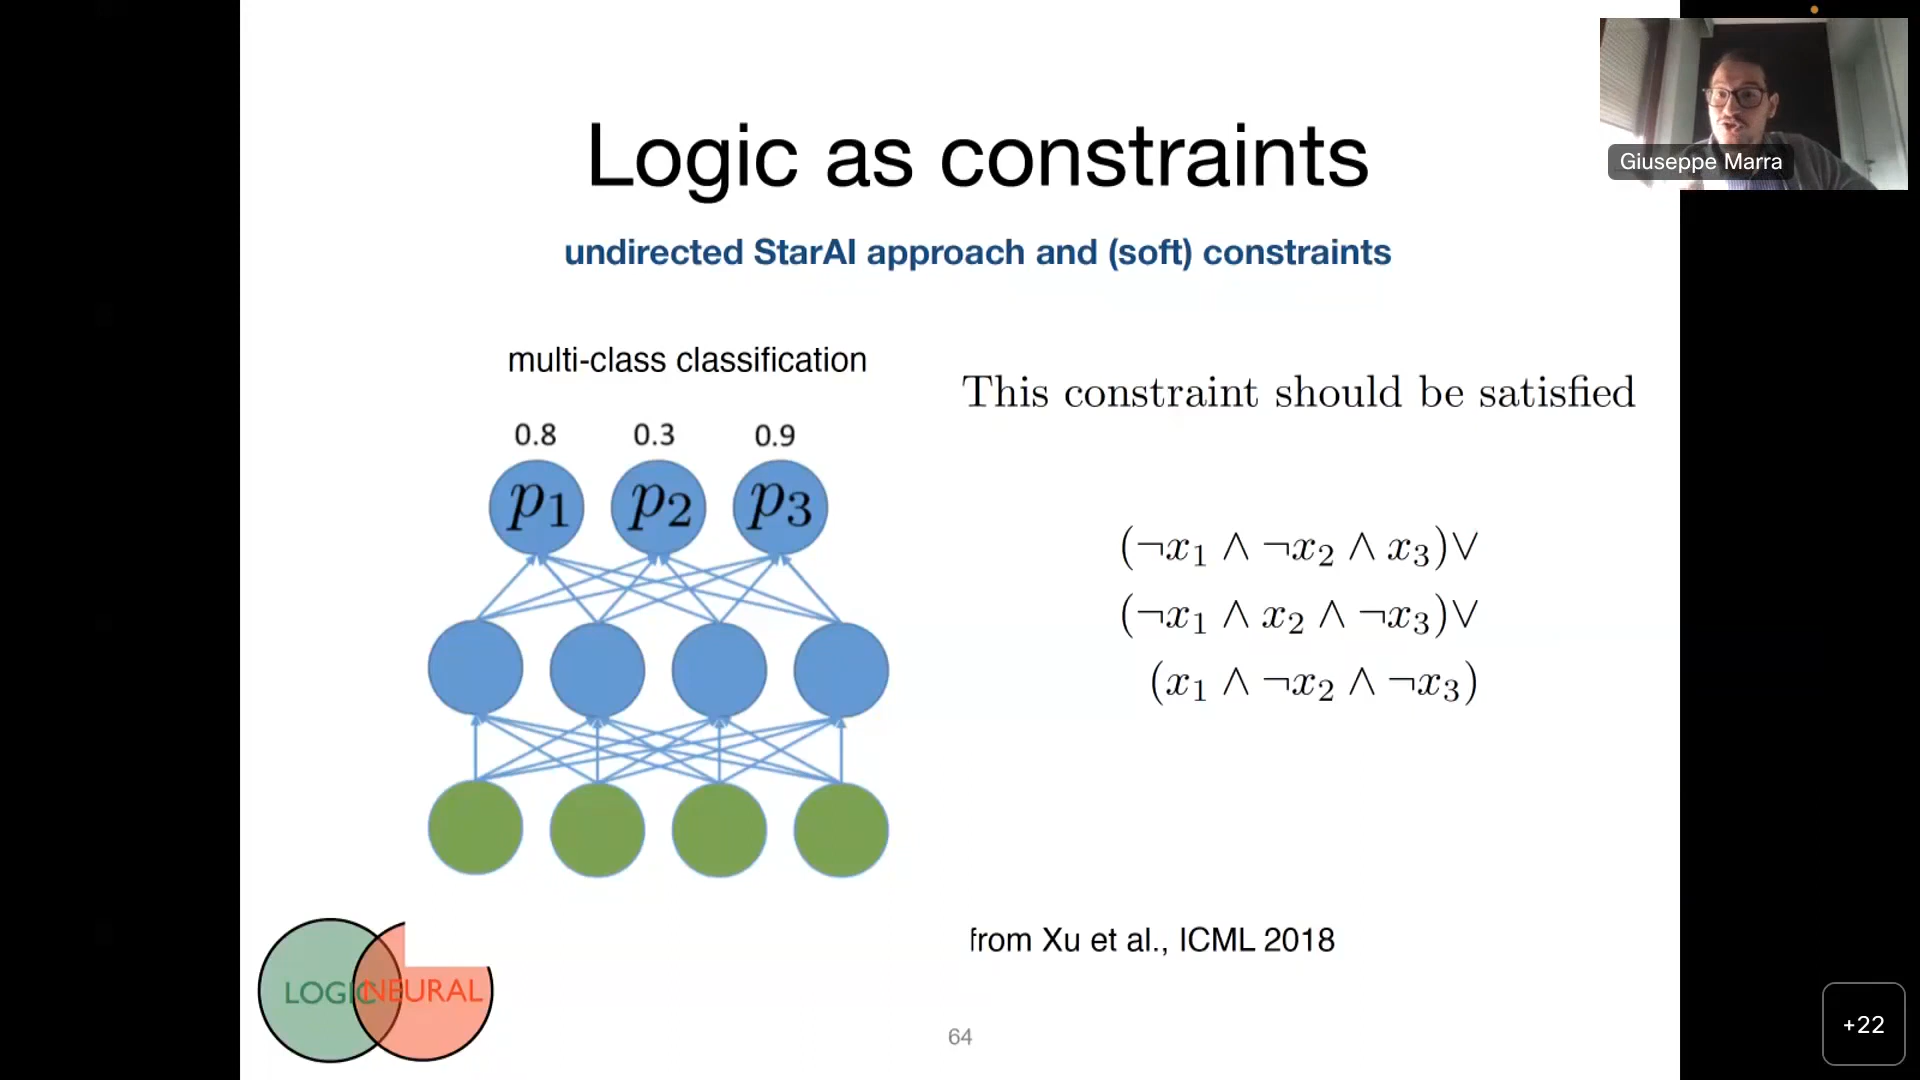 Logic as constraints
Giuseppe Marra
undirected StarAI approach and (soft) constraints
multi-class classification
This constraint should be satisfied
0.8 0.3 0.9
p1 p2 p3
(¬x1 ∧ ¬x2 ∧ x3)∨
(¬x1 ∧ x2 ∧ ¬x3)∨
(x1 ∧ ¬x2 ∧ ¬x3)
from Xu et al., ICML 2018
LOGIC NEURAL
64
+22